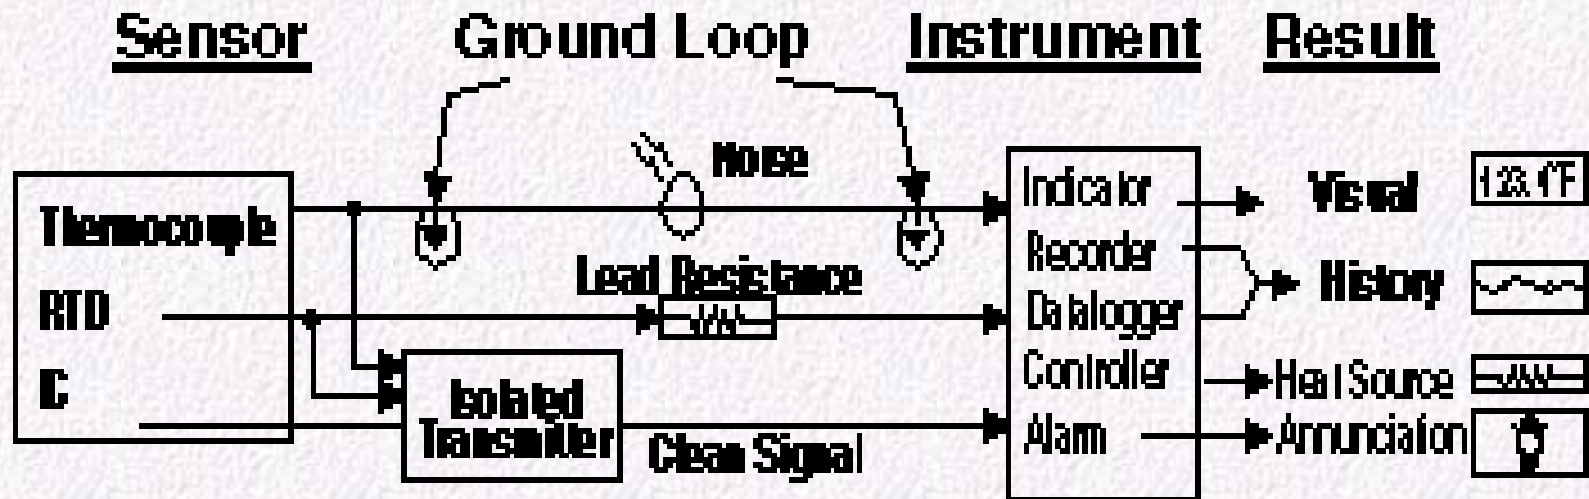 Sensor Ground Loop Instrument Result
Noise
Thermocouple
RTD
IC
Lead Resistance
Isolated
Transmitter
Clean Signal
Indicator
Recorder
Datalogger
Controller
Alarm
Visual
History
Heat Source
Annunciation